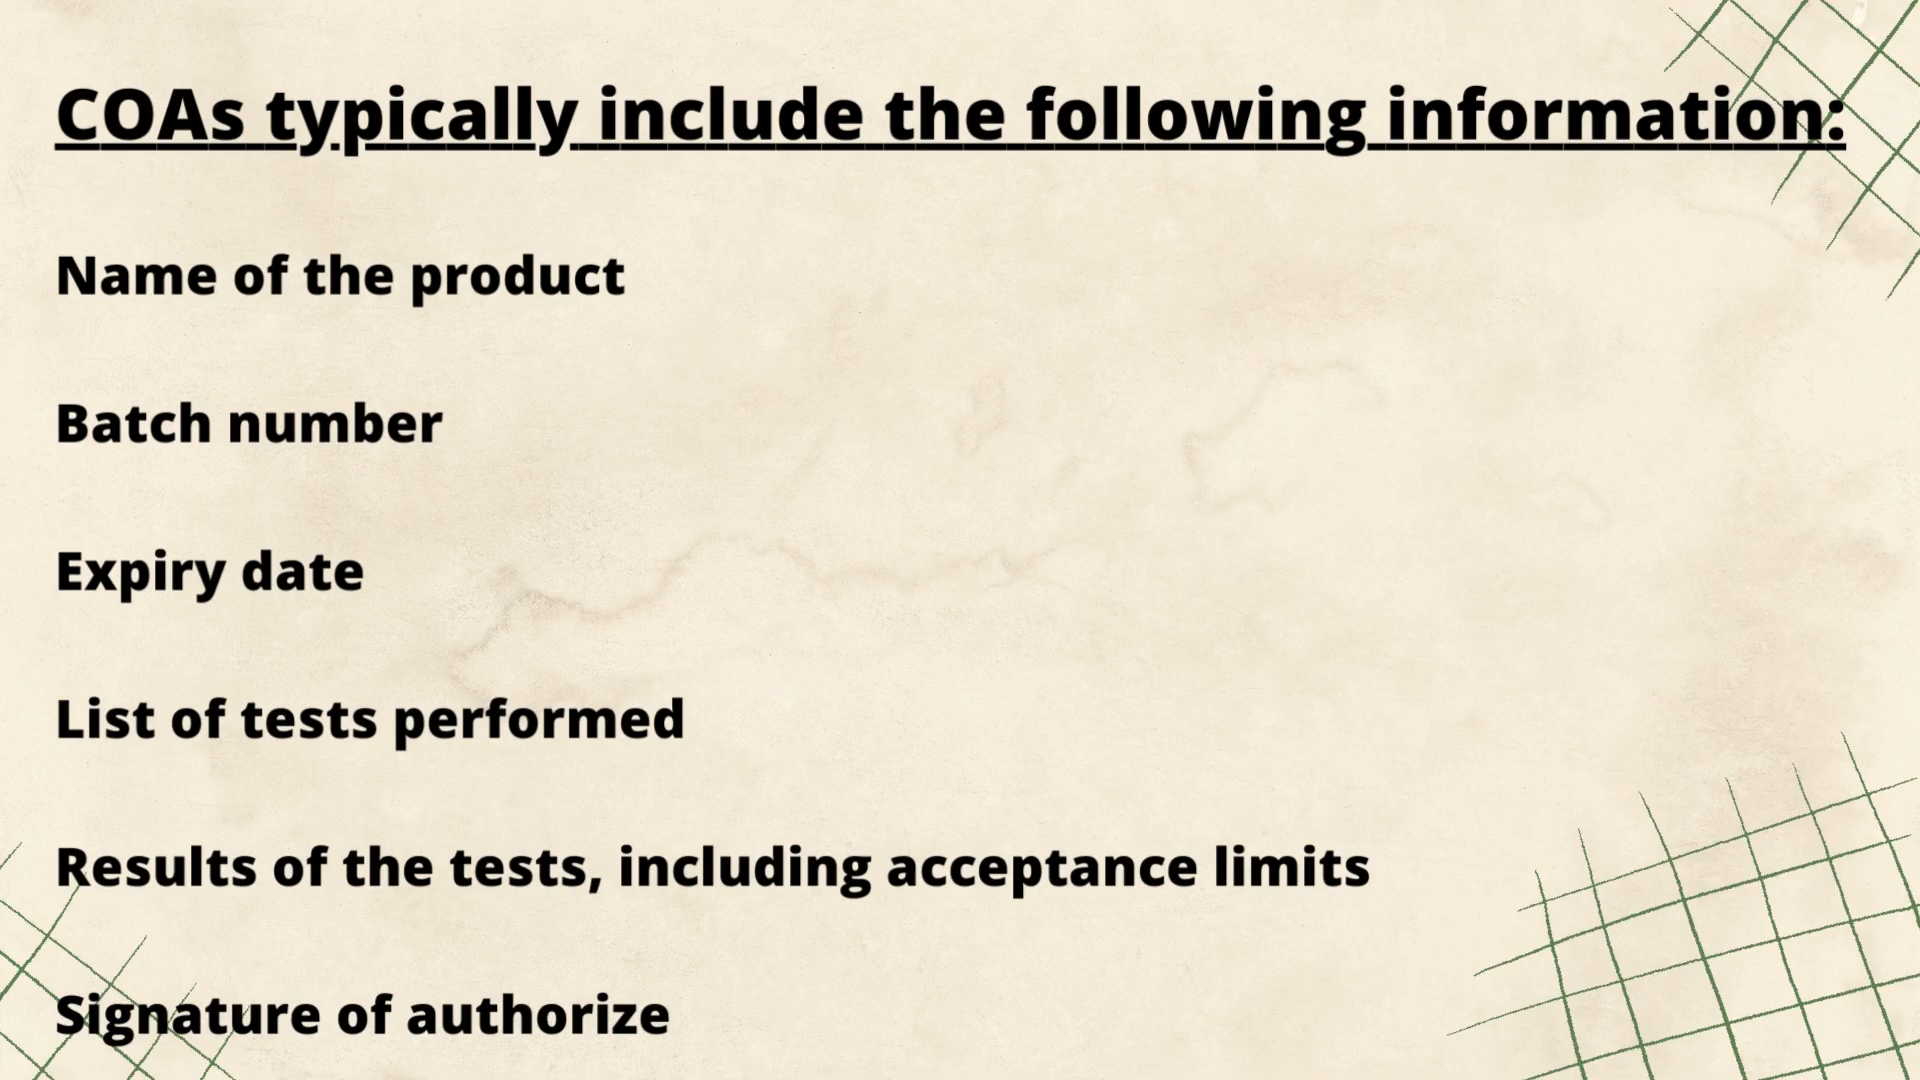 COAs typically include the following information:
Name of the product
Batch number
Expiry date
List of tests performed
Results of the tests, including acceptance limits
Signature of authorize